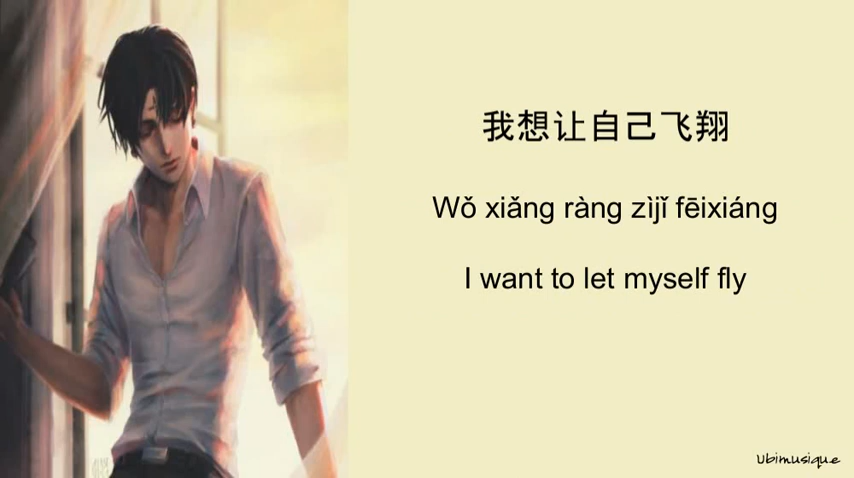 我想让自己飞翔
Wǒ xiǎng ràng zìjǐ fēixiáng
I want to let myself fly
Ubimusique